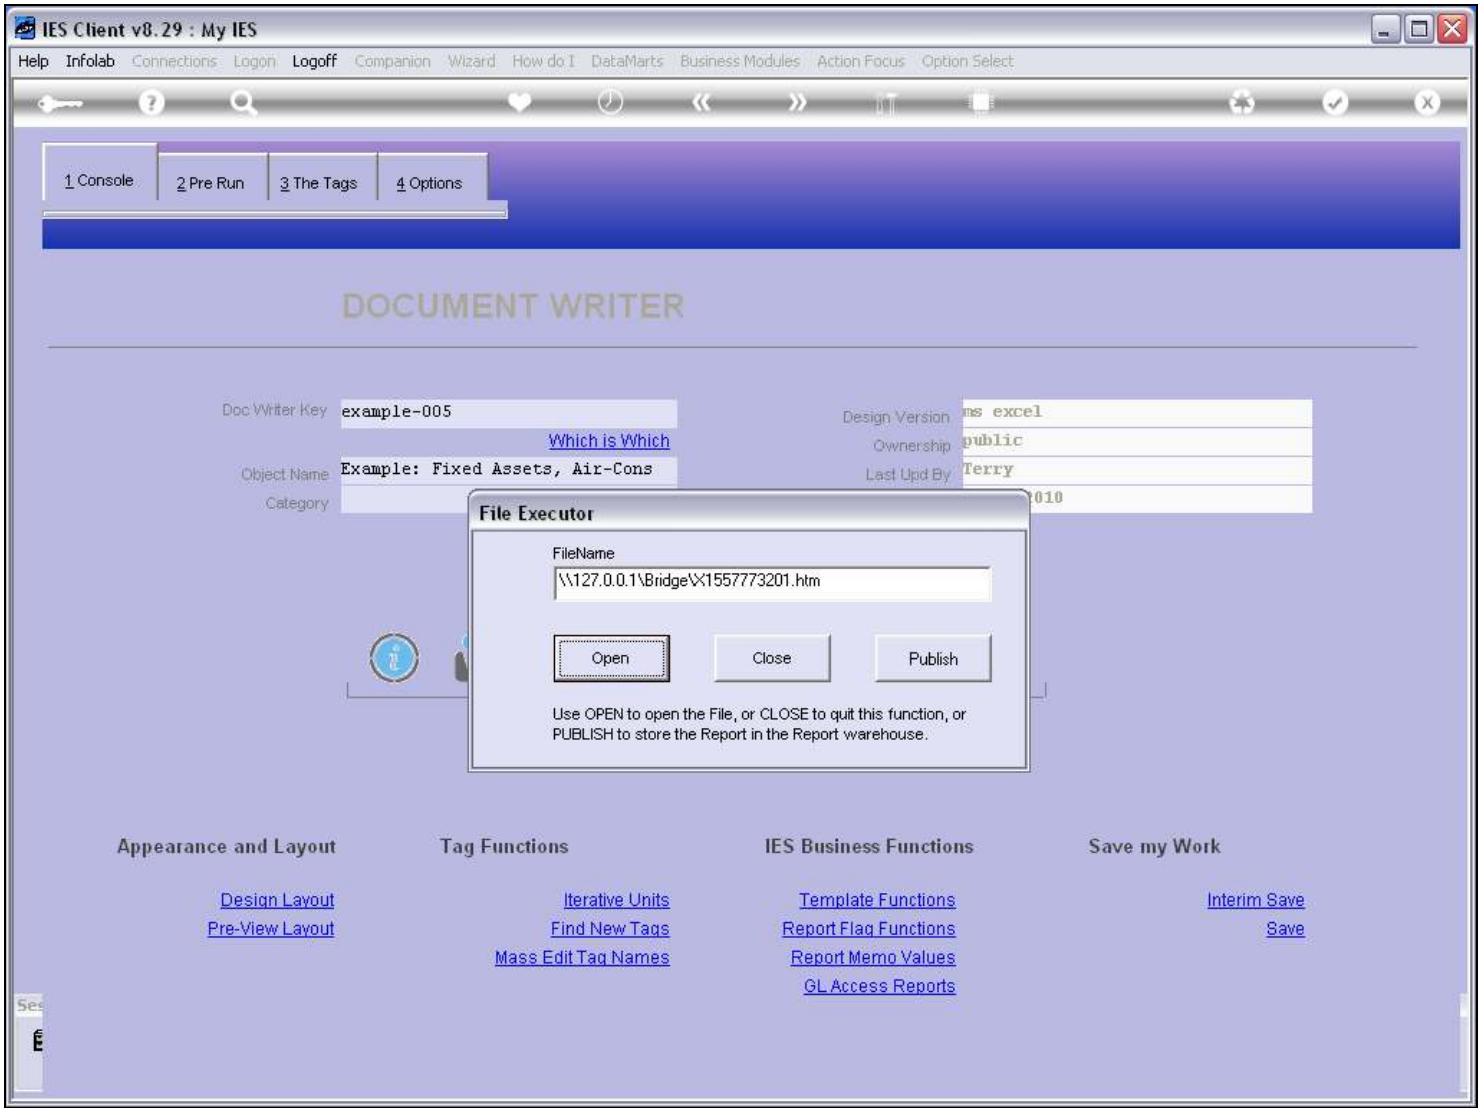 IES Client v8.29 : My IES
Help Infolab Connections Logon Logoff Companion Wizard How do I DataMarts Business Modules Action Focus Option Select
1 Console 2 Pre Run 3 The Tags 4 Options
DOCUMENT WRITER
Doc Writer Key example-005 Design Version ms excel
Which is Which Ownership public
Object Name Example: Fixed Assets, Air-Cons Last Upd By Terry
Category 2010
File Executor
FileName
\\127.0.0.1\Bridge\X1557773201.htm
Open Close Publish
Use OPEN to open the File, or CLOSE to quit this function, or
PUBLISH to store the Report in the Report warehouse.
Appearance and Layout Tag Functions IES Business Functions Save my Work
Design Layout Iterative Units Template Functions Interim Save
Pre-View Layout Find New Tags Report Flag Functions Save
Mass Edit Tag Names Report Memo Values
GL Access Reports
Ses